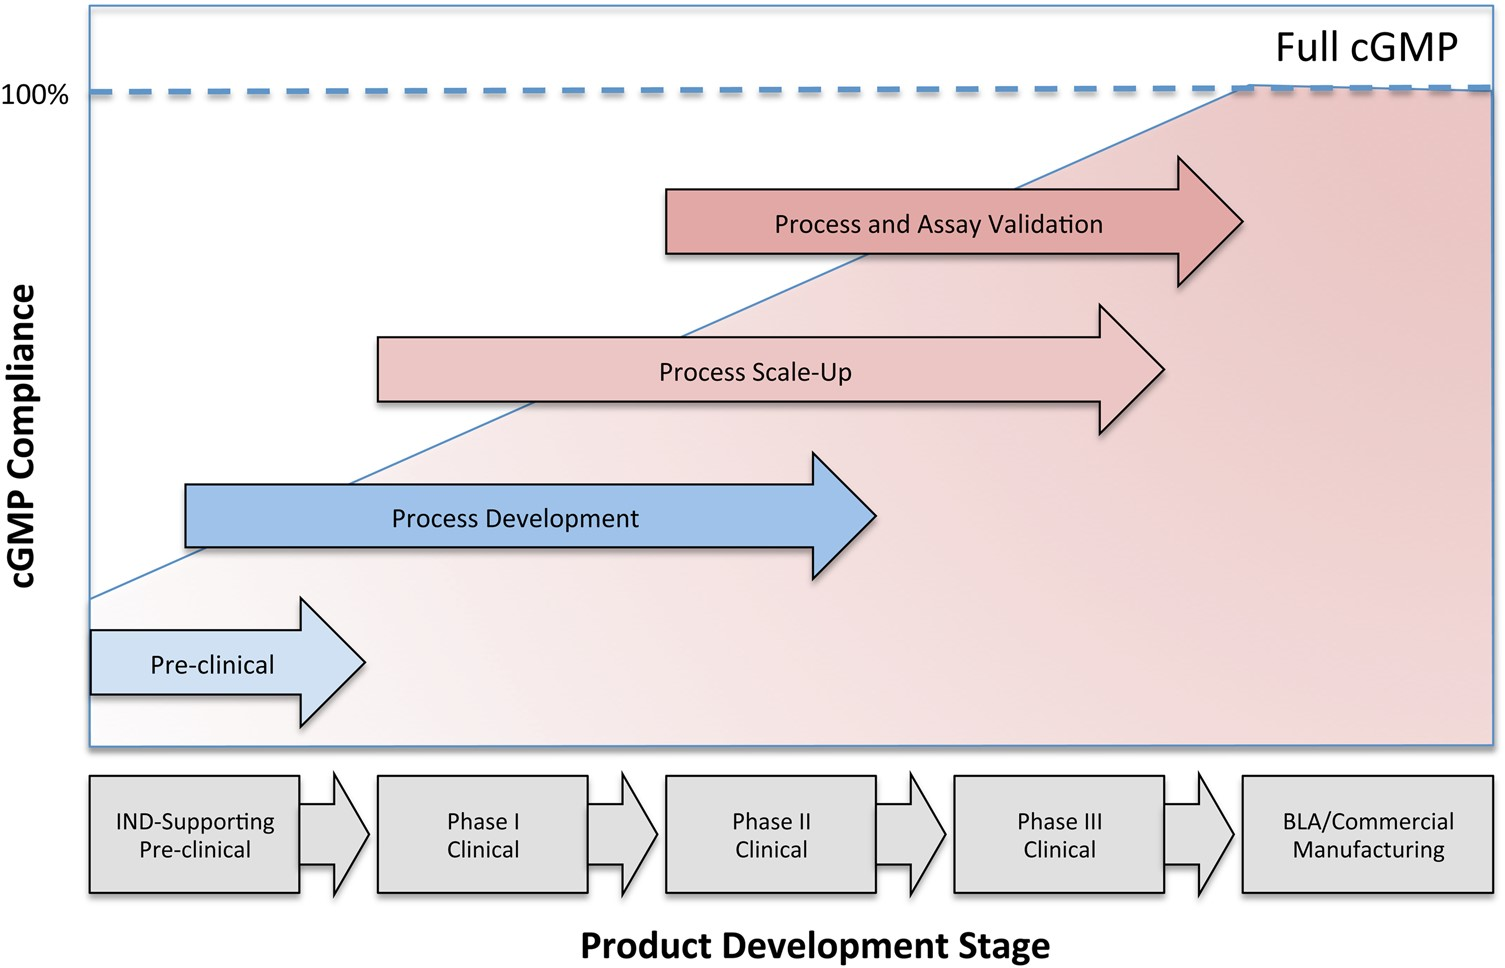 Full cGMP
100%
Process and Assay Validation
Process Scale-Up
Process Development
Pre-clinical
cGMP Compliance
IND-Supporting
Pre-clinical
Phase I
Clinical
Phase II
Clinical
Phase III
Clinical
BLA/Commercial
Manufacturing
Product Development Stage